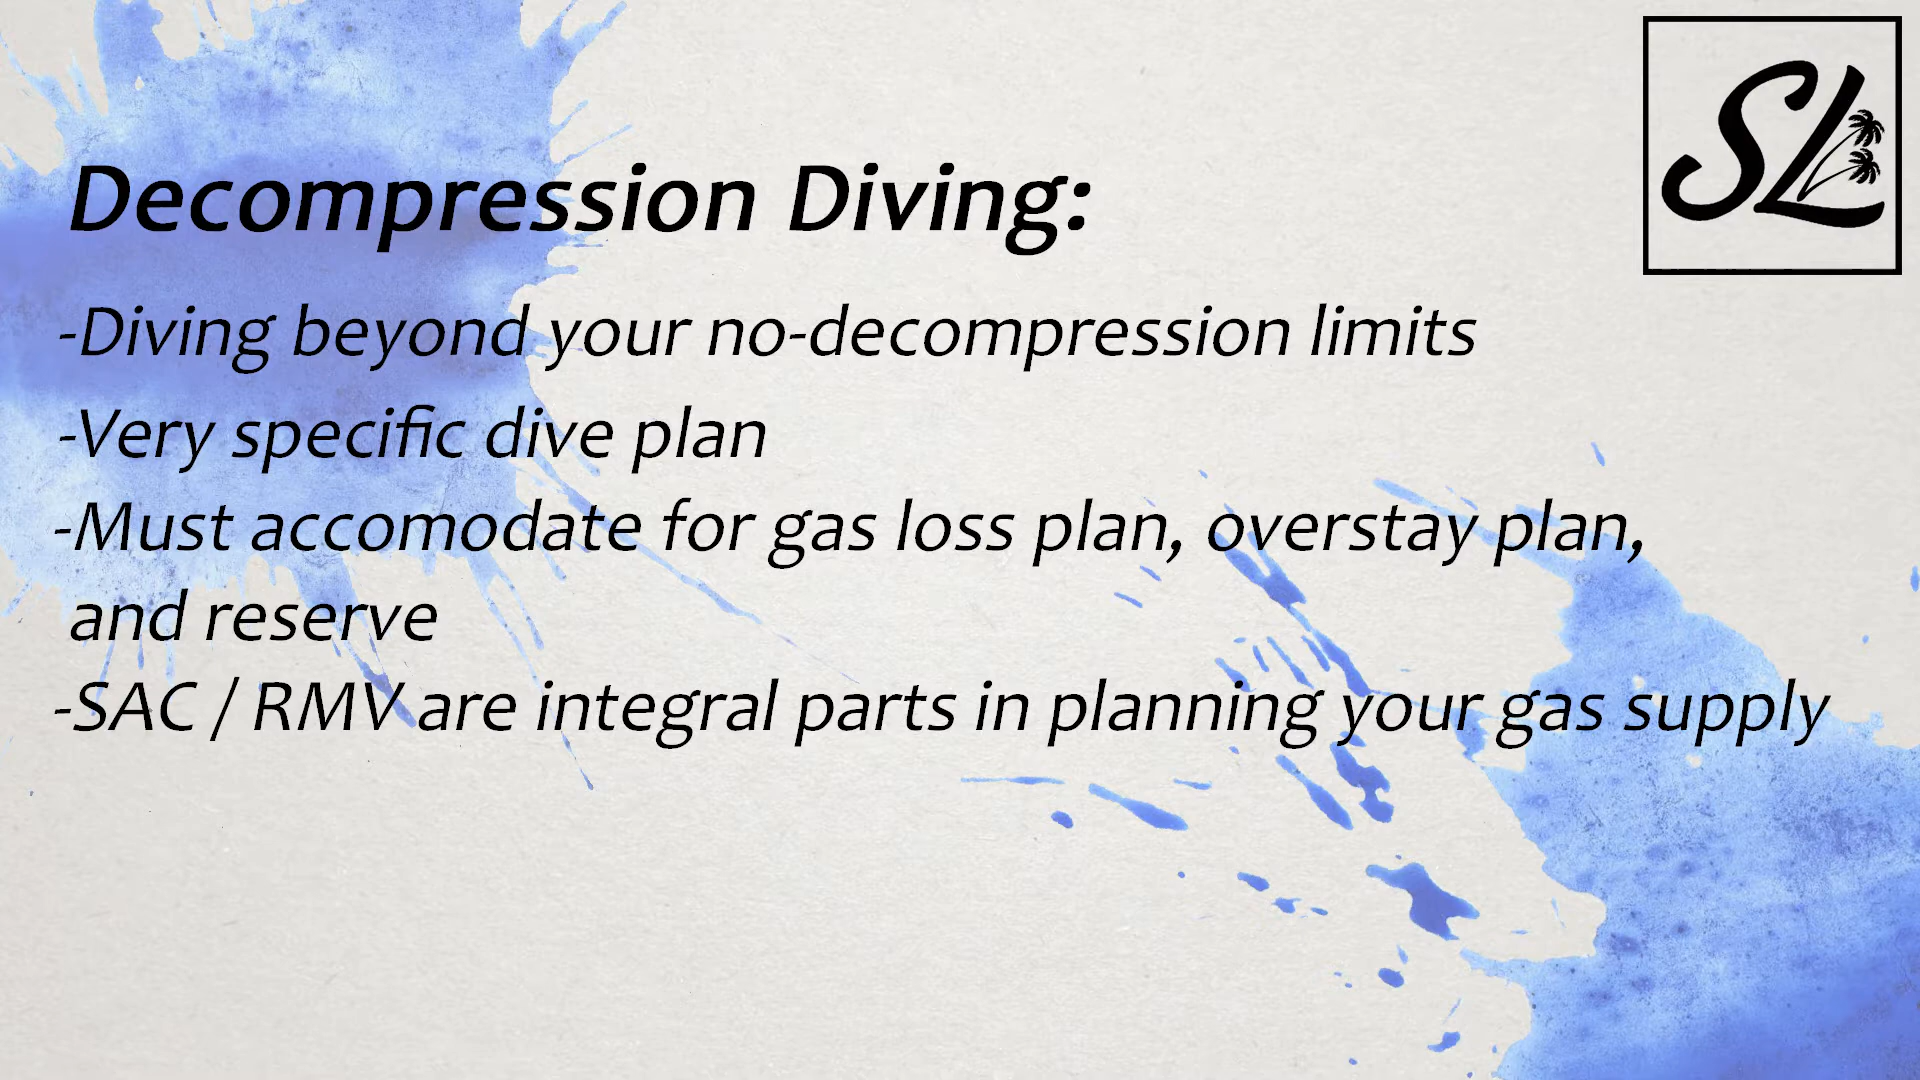 SL
Decompression Diving:
-Diving beyond your no-decompression limits
-Very specific dive plan
-Must accomodate for gas loss plan, overstay plan,
and reserve
-SAC / RMV are integral parts in planning your gas supply